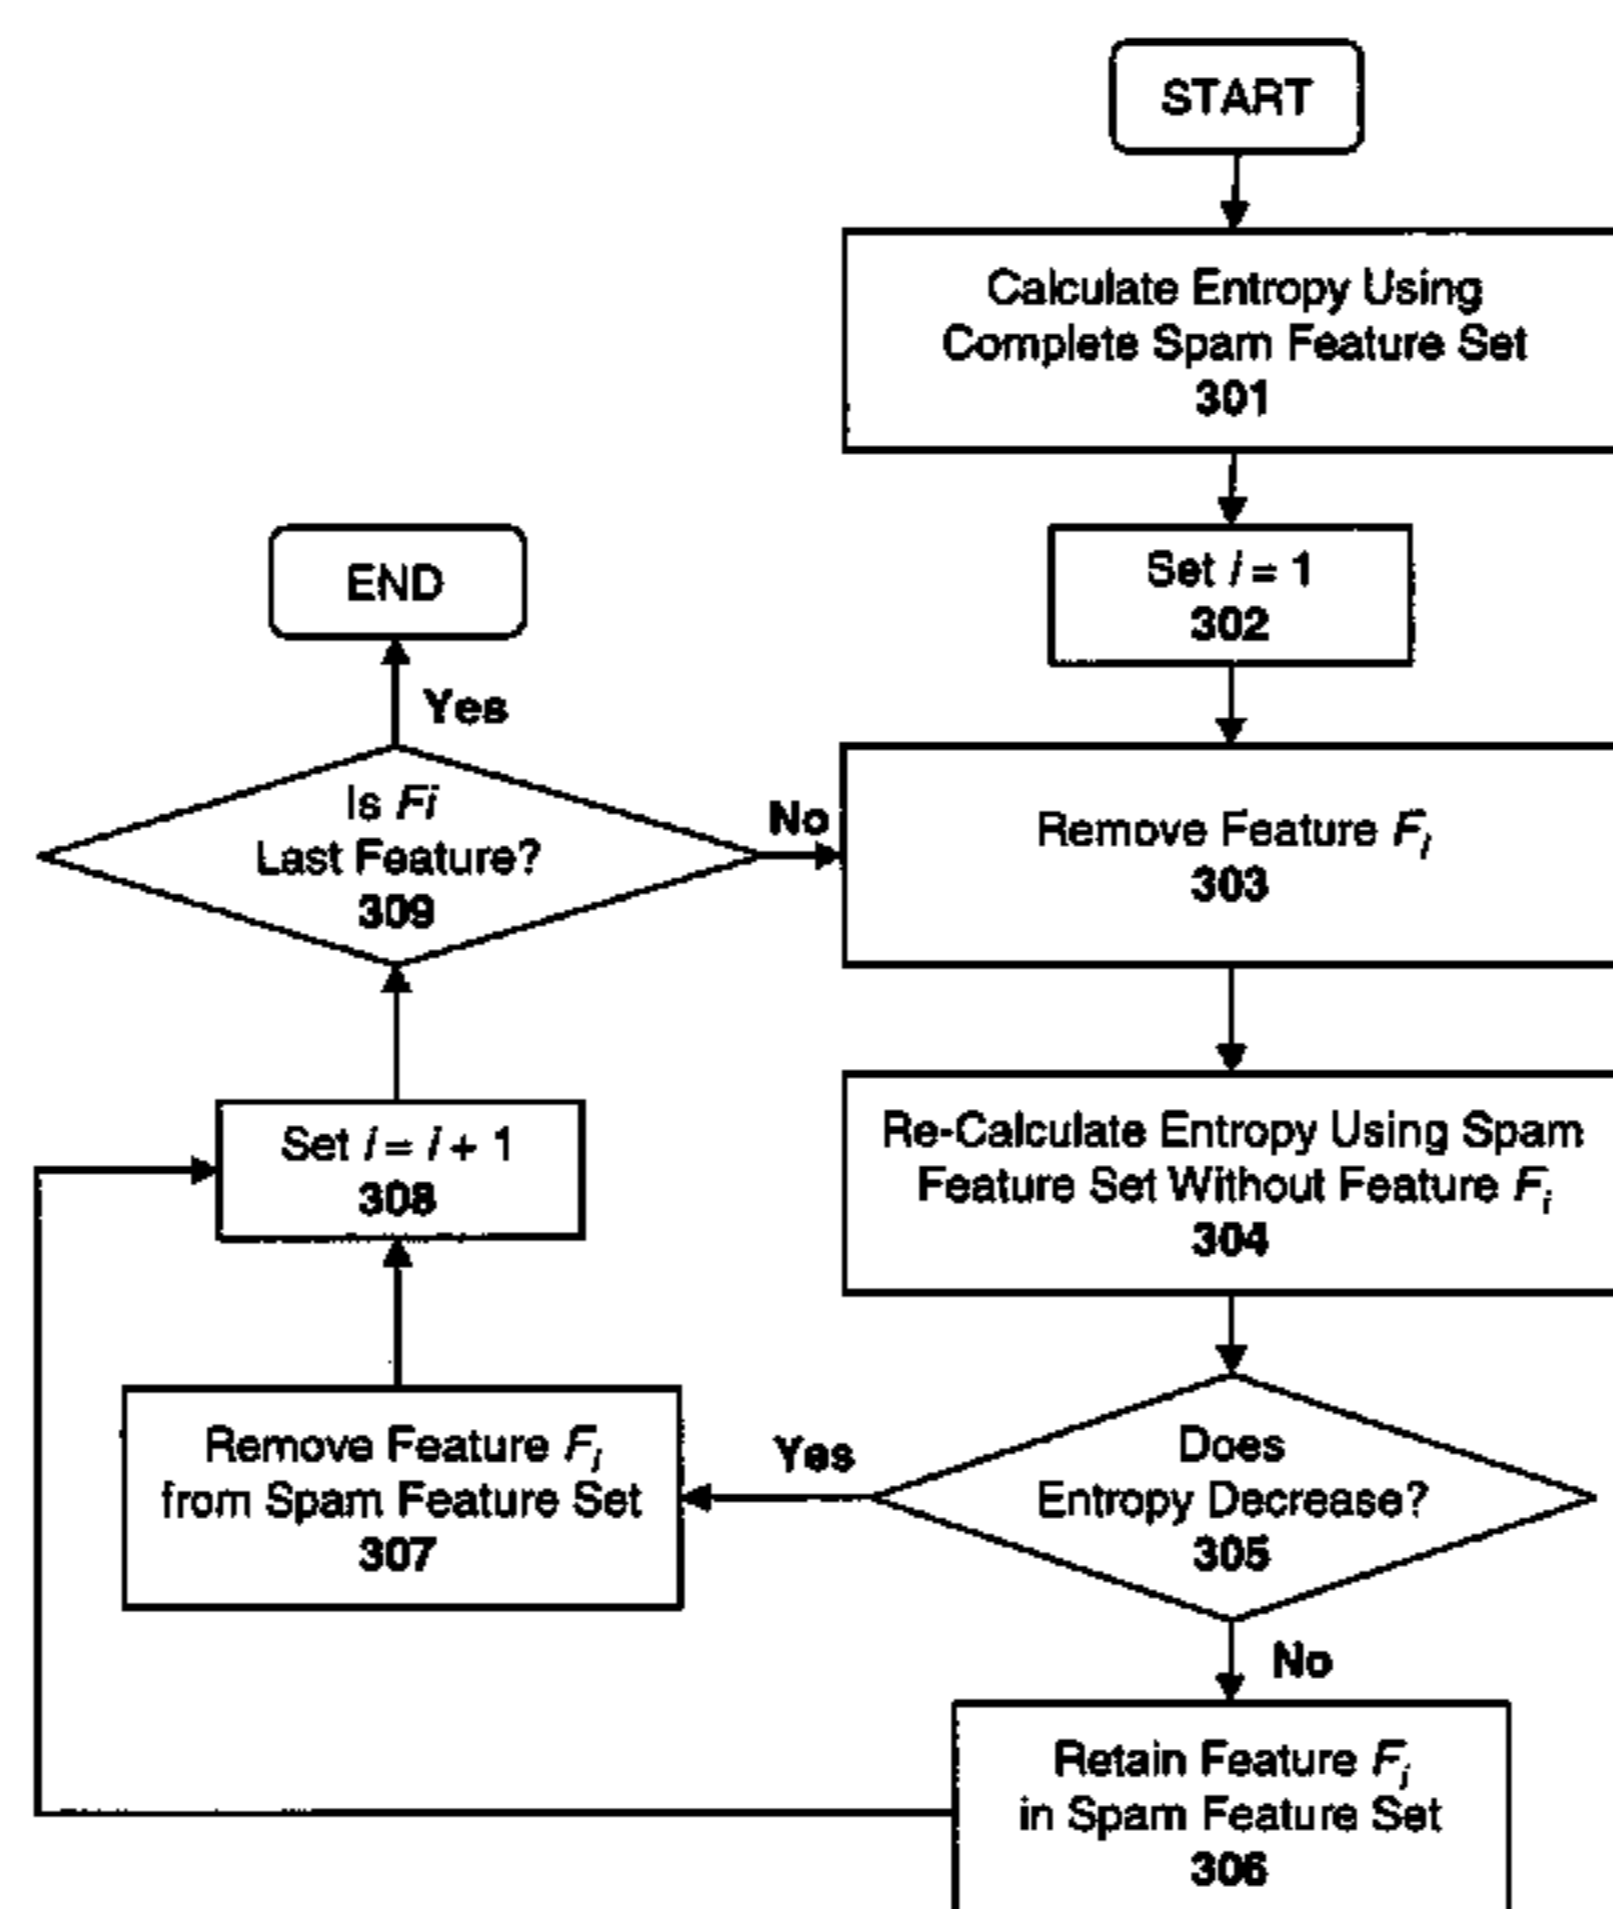 START
Calculate Entropy Using
Complete Spam Feature Set
301
Set i = 1
302
Remove Feature Fi
303
Re-Calculate Entropy Using Spam
Feature Set Without Feature Fi
304
Does
Entropy Decrease?
305
Yes
No
Retain Feature Fi
in Spam Feature Set
306
Remove Feature Fi
from Spam Feature Set
307
Set i = i + 1
308
Is Fi
Last Feature?
309
No
Yes
END